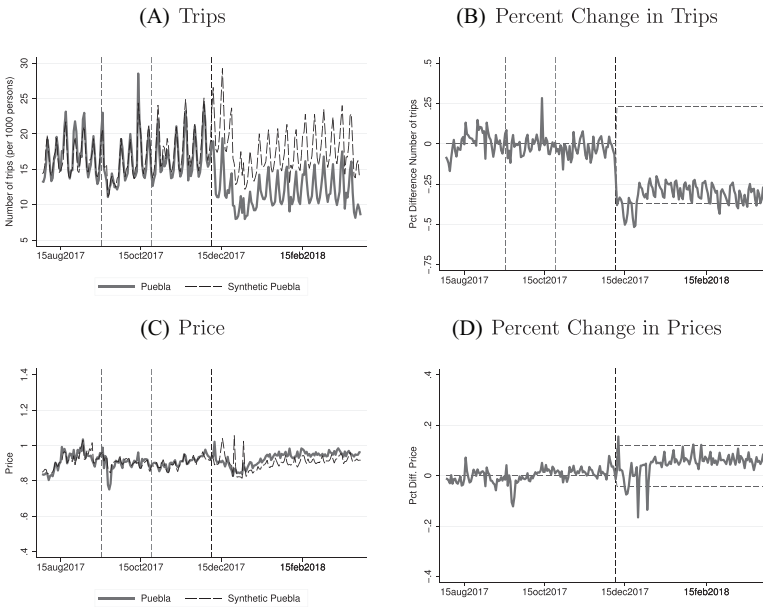 (A) Trips
Number of trips (per 1000 persons)
30
25
20
15
10
5
15aug2017 15oct2017 15dec2017 15feb2018
Puebla Synthetic Puebla
(B) Percent Change in Trips
Pct Difference Number of trips
.5
.25
0
-.25
-.5
-.75
15aug2017 15oct2017 15dec2017 15feb2018
(C) Price
Price
1.4
1.2
1
.8
.6
.4
15aug2017 15oct2017 15dec2017 15feb2018
Puebla Synthetic Puebla
(D) Percent Change in Prices
Pct Diff. Price
.4
.2
0
-.2
-.4
15aug2017 15oct2017 15dec2017 15feb2018